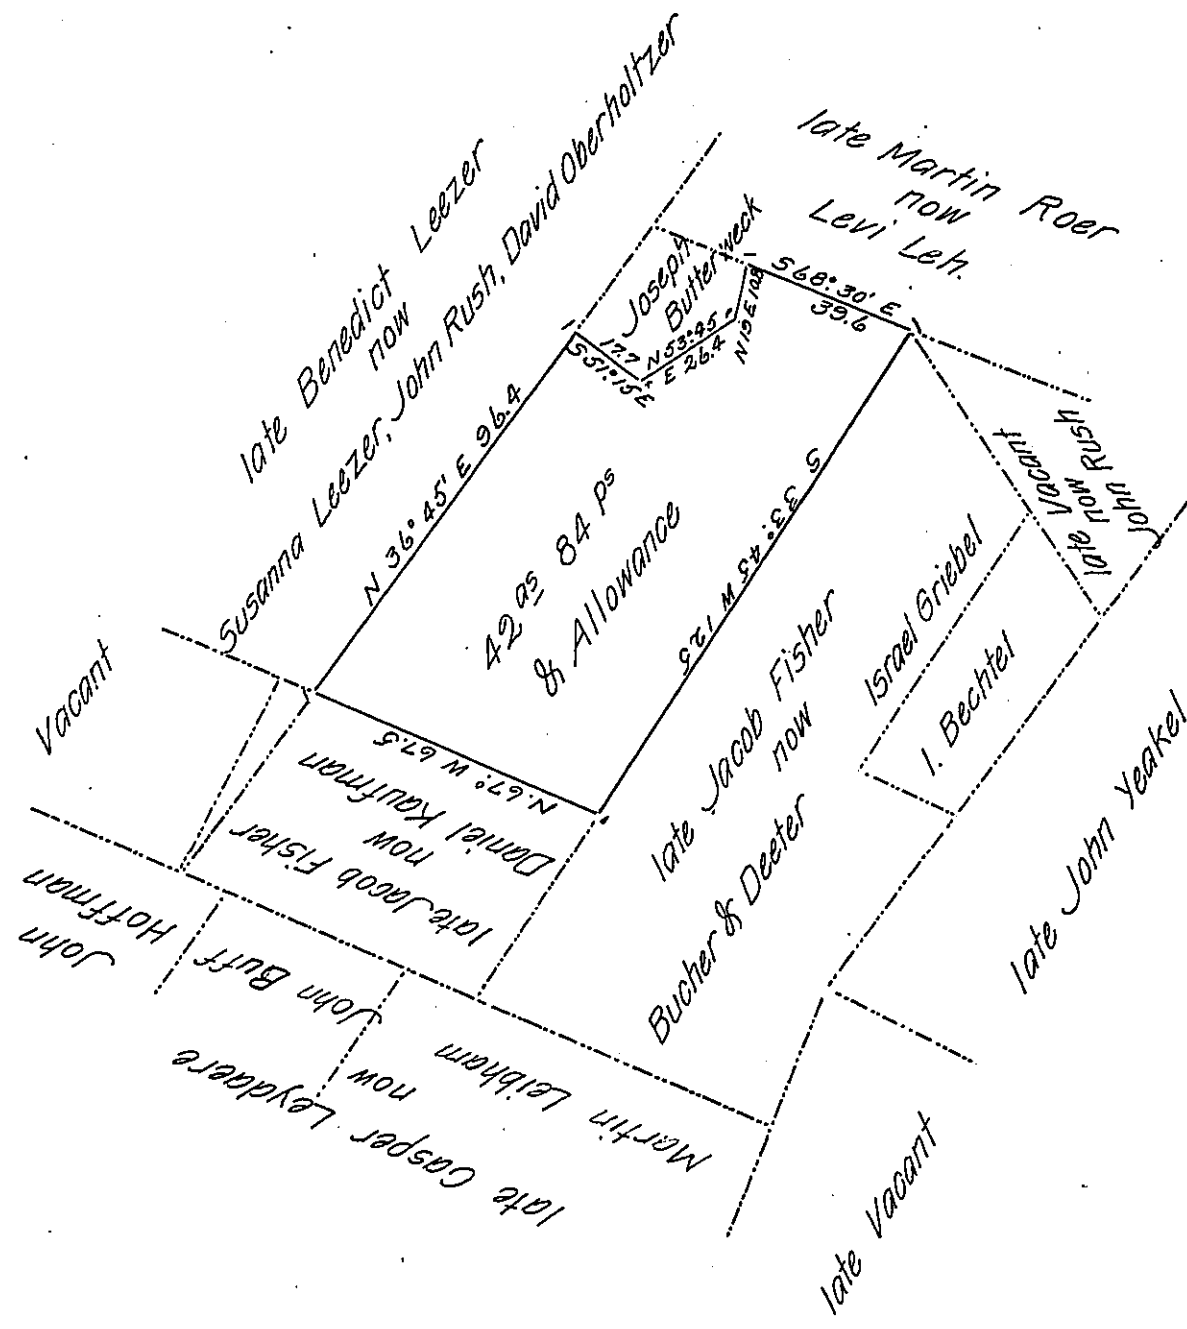 late Benedict Leezer
now
Susanna Leezer, John Rush, David Oberholtzer
late Martin Roer
now
Levi Leh.
Joseph
Butterweck
S 68° 30' E
39.6
17.7
S 51° 15 E
N 53° 45
E 26.4
N 19 E 10.8
N 36° 45' E 96.4
42 as 84 ps
& Allowance
S 33° 45 W 125
N. 67° W 67.5
late Vacant
now
John Rush
Israel Griebel
I. Bechtel
late John Yeakel
late Jacob Fisher
now
Bucher & Deeter
Vacant
late Jacob Fisher
now
Daniel Kaufman
John
Hoffman
John Buff
Martin Leibham
now
late Casper Leydaere
late Vacant